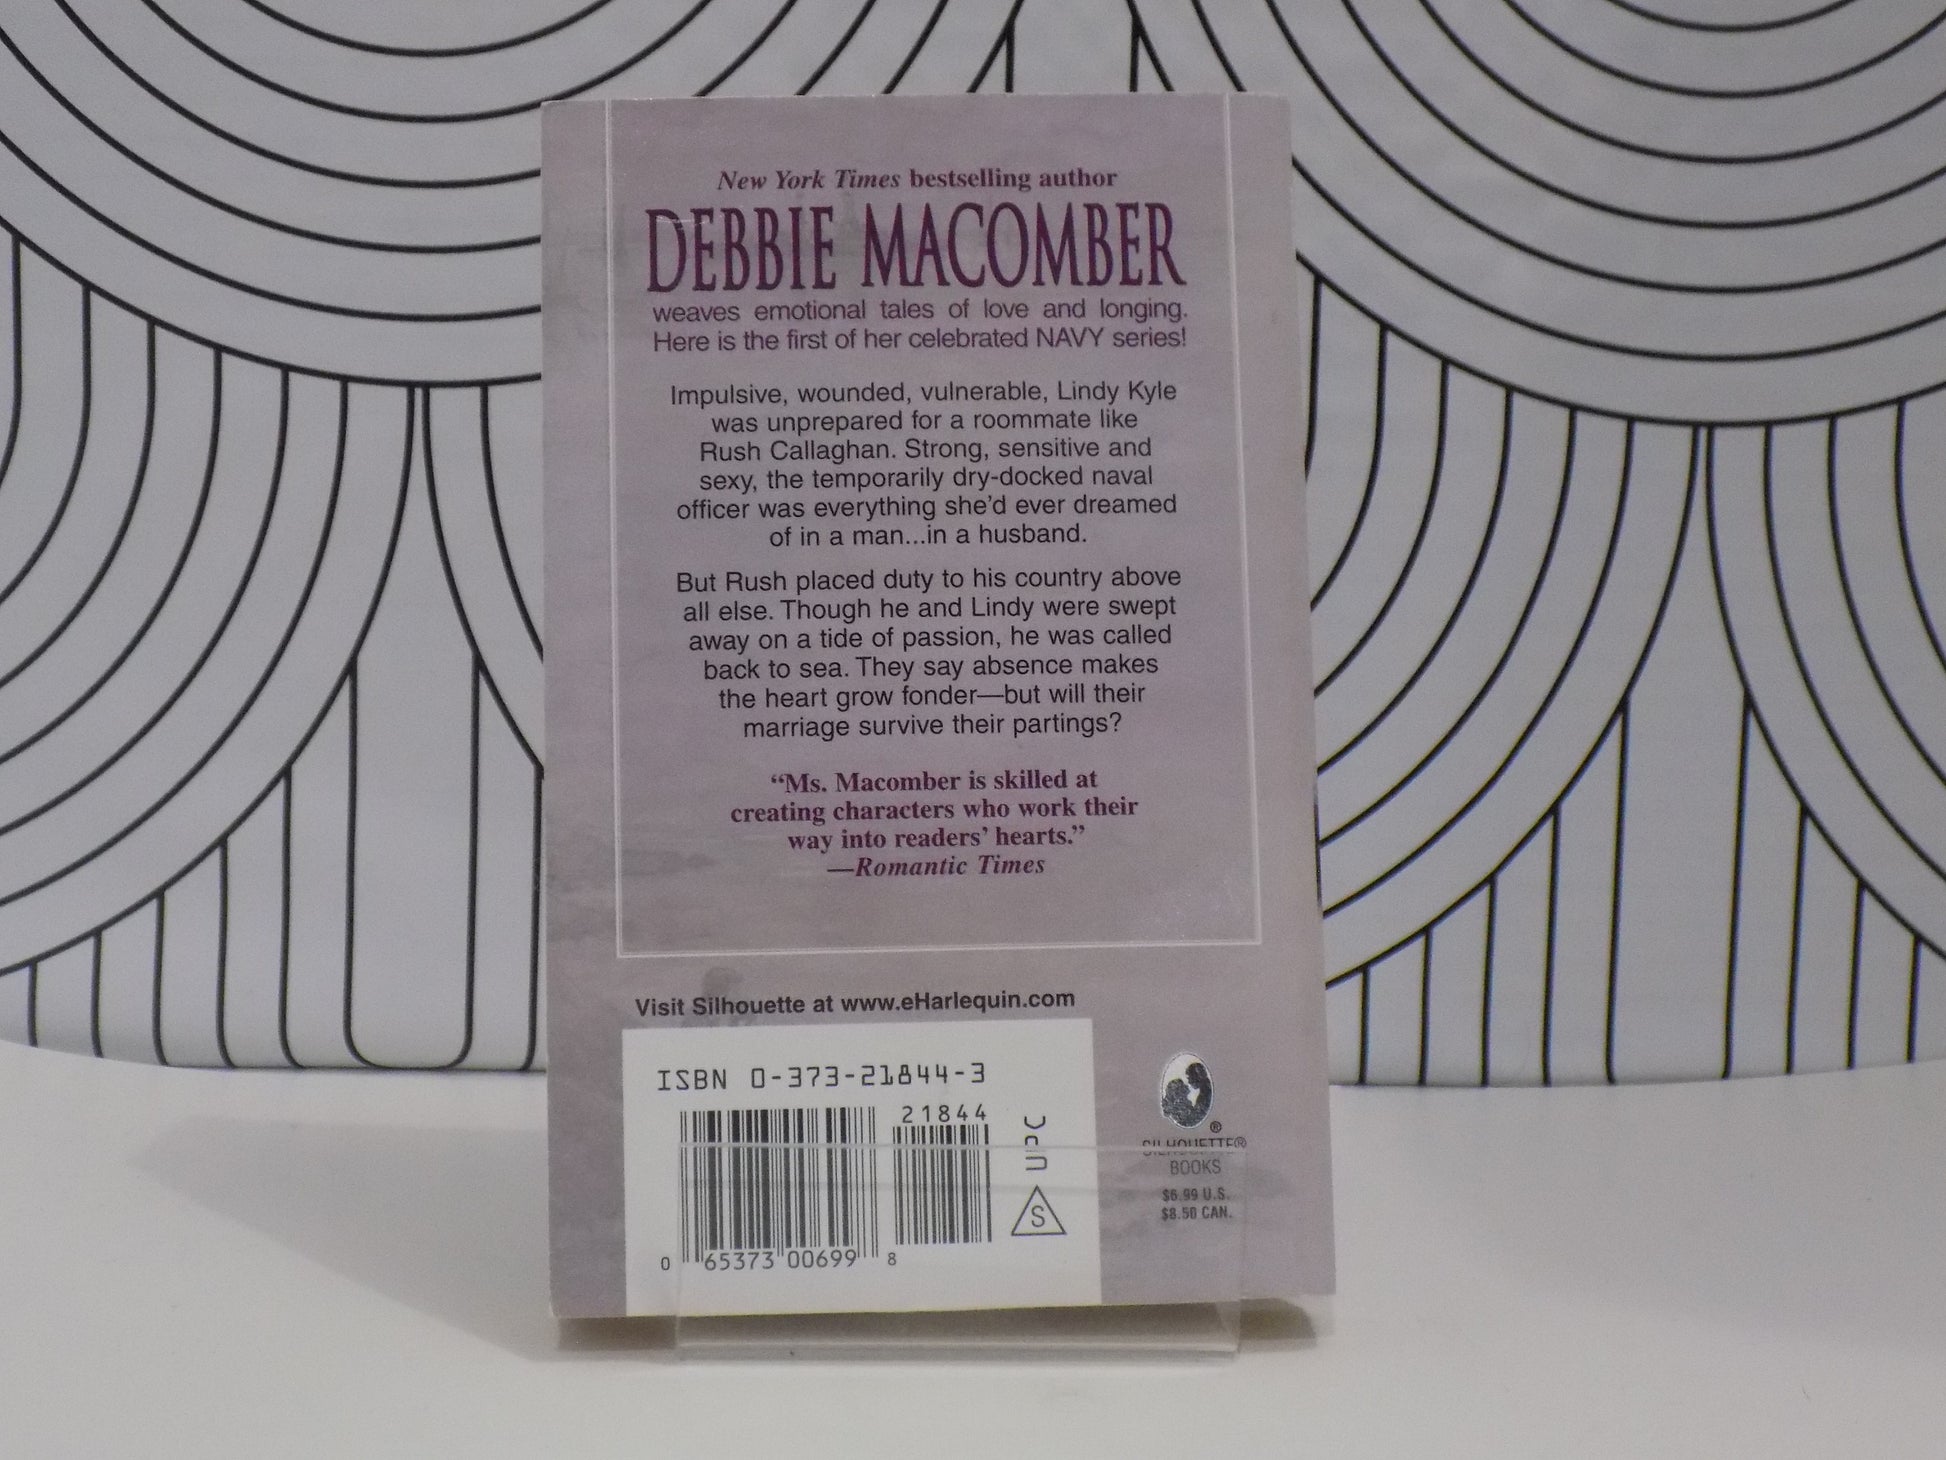 New York Times bestselling author
DEBBIE MACOMBER
weaves emotional tales of love and longing.
Here is the first of her celebrated NAVY series!
Impulsive, wounded, vulnerable, Lindy Kyle
was unprepared for a roommate like
Rush Callaghan. Strong, sensitive and
sexy, the temporarily dry-docked naval
officer was everything she'd ever dreamed
of in a man...in a husband.
But Rush placed duty to his country above
all else. Though he and Lindy were swept
away on a tide of passion, he was called
back to sea. They say absence makes
the heart grow fonder—but will their
marriage survive their partings?
“Ms. Macomber is skilled at
creating characters who work their
way into readers’ hearts.”
—Romantic Times
Visit Silhouette at www.eHarlequin.com
ISBN 0-373-21844-3
21844
UPC
S
0 65373 00699 8
®
SILHOUETTE®
BOOKS
$6.99 U.S.
$8.50 CAN.